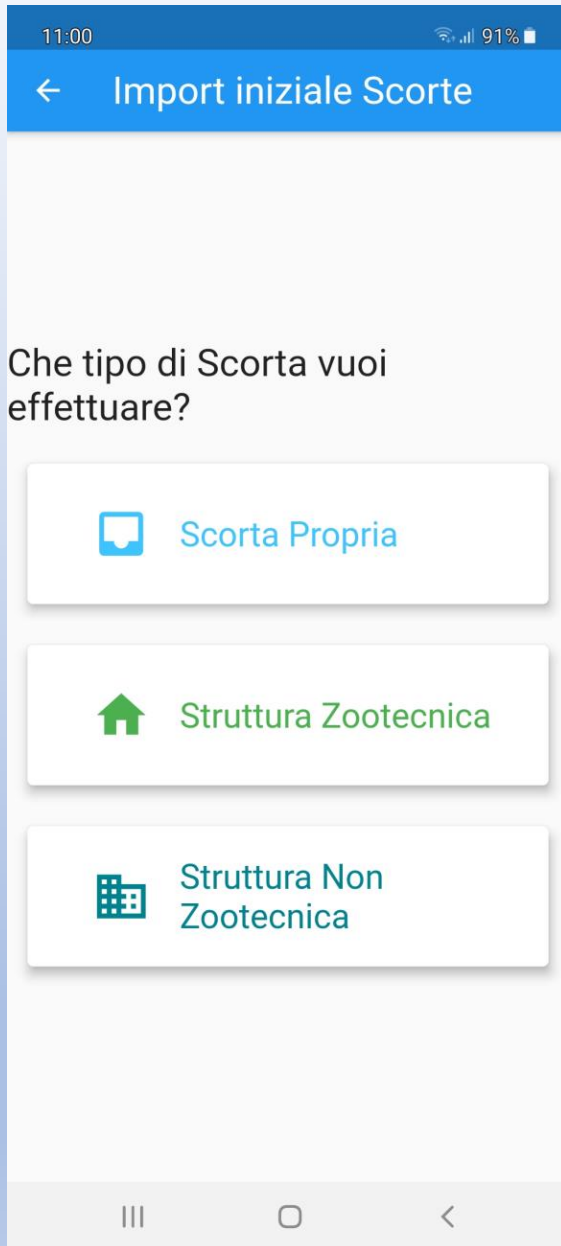 11:00
91%
Import iniziale Scorte
Che tipo di Scorta vuoi
effettuare?
Scorta Propria
Struttura Zootecnica
Struttura Non
Zootecnica